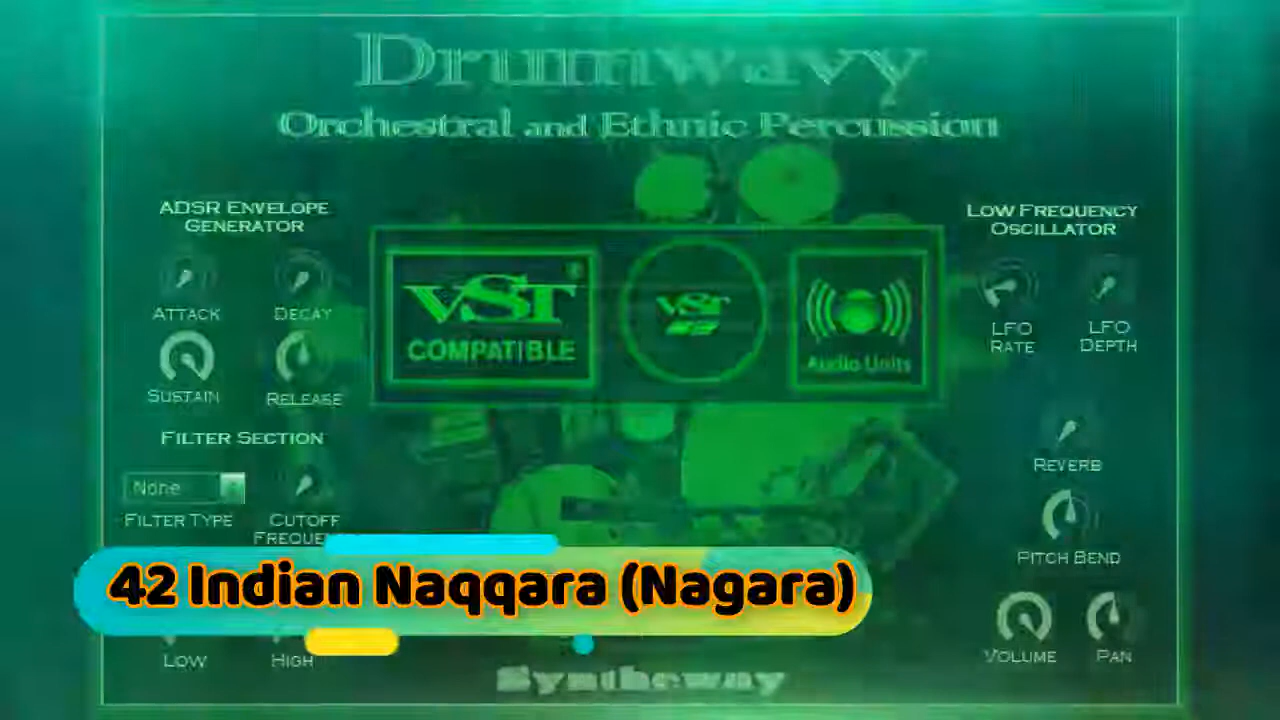 Drumwavy
Orchestral and Ethnic Percussion
ADSR ENVELOPE
GENERATOR
ATTACK
DECAY
SUSTAIN
RELEASE
FILTER SECTION
None
FILTER TYPE
CUTOFF
FREQUEN
VST®
COMPATIBLE
VST
Audio Units
LOW FREQUENCY
OSCILLATOR
LFO
RATE
LFO
DEPTH
REVERB
PITCH BEND
VOLUME
PAN
42 Indian Naqqara (Nagara)
LOW
HIGH
Syntheway